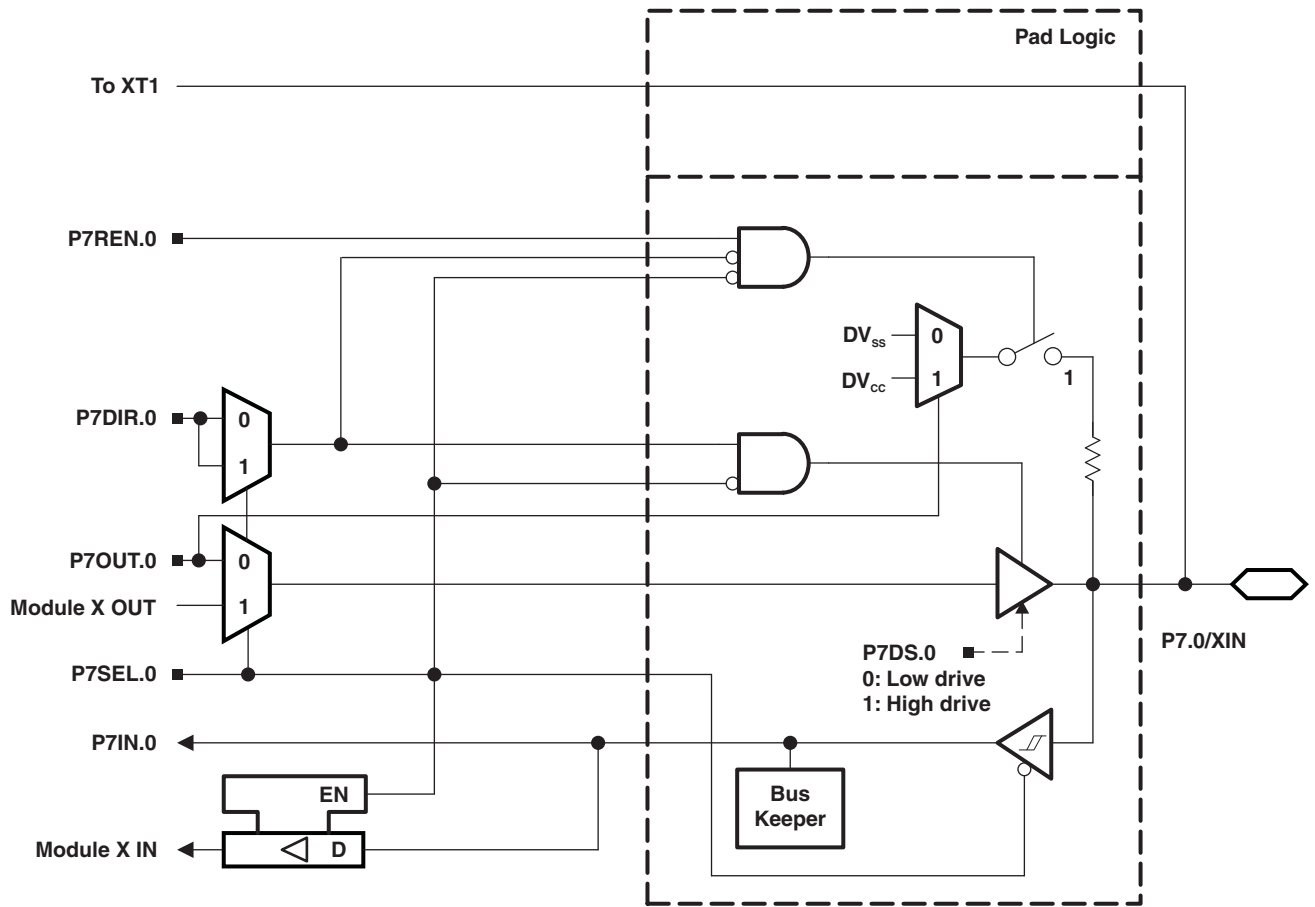 Pad Logic
To XT1
P7REN.0
DVSS
0
DVCC
1
1
P7DIR.0
0
1
P7OUT.0
0
Module X OUT
1
P7DS.0
0: Low drive
1: High drive
P7.0/XIN
P7SEL.0
P7IN.0
EN
Bus
Keeper
Module X IN
D